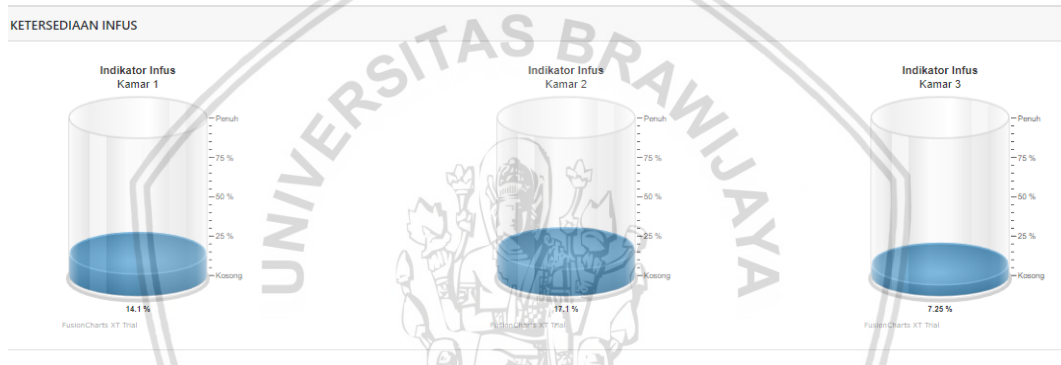 KETERSEDIAAN INFUS
UNIVERSITAS BRAWIJAYA
Indikator Infus
Kamar 1
Penuh
75 %
50 %
25 %
Kosong
14.1 %
FusionCharts XT Trial
Indikator Infus
Kamar 2
Penuh
75 %
50 %
25 %
Kosong
17.1 %
FusionCharts XT Trial
Indikator Infus
Kamar 3
Penuh
75 %
50 %
25 %
Kosong
7.25 %
FusionCharts XT Trial